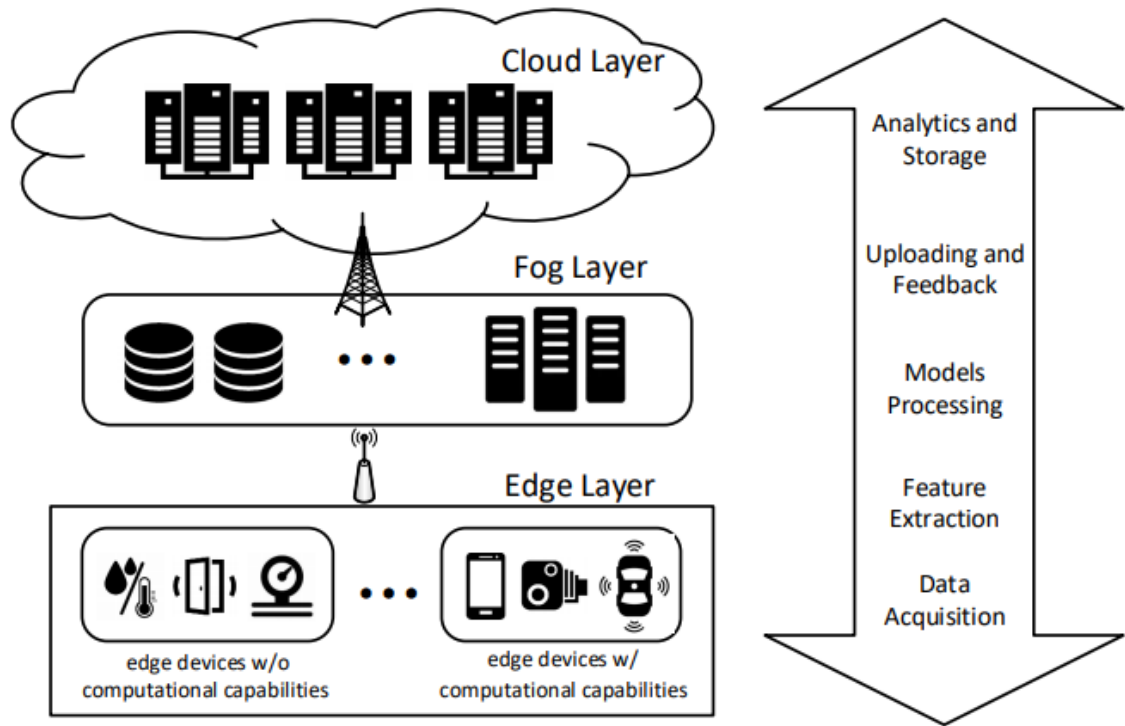 Cloud Layer
Analytics and
Storage
Fog Layer
Uploading and
Feedback
Models
Processing
Edge Layer
Feature
Extraction
Data
Acquisition
edge devices w/o
computational capabilities
edge devices w/
computational capabilities